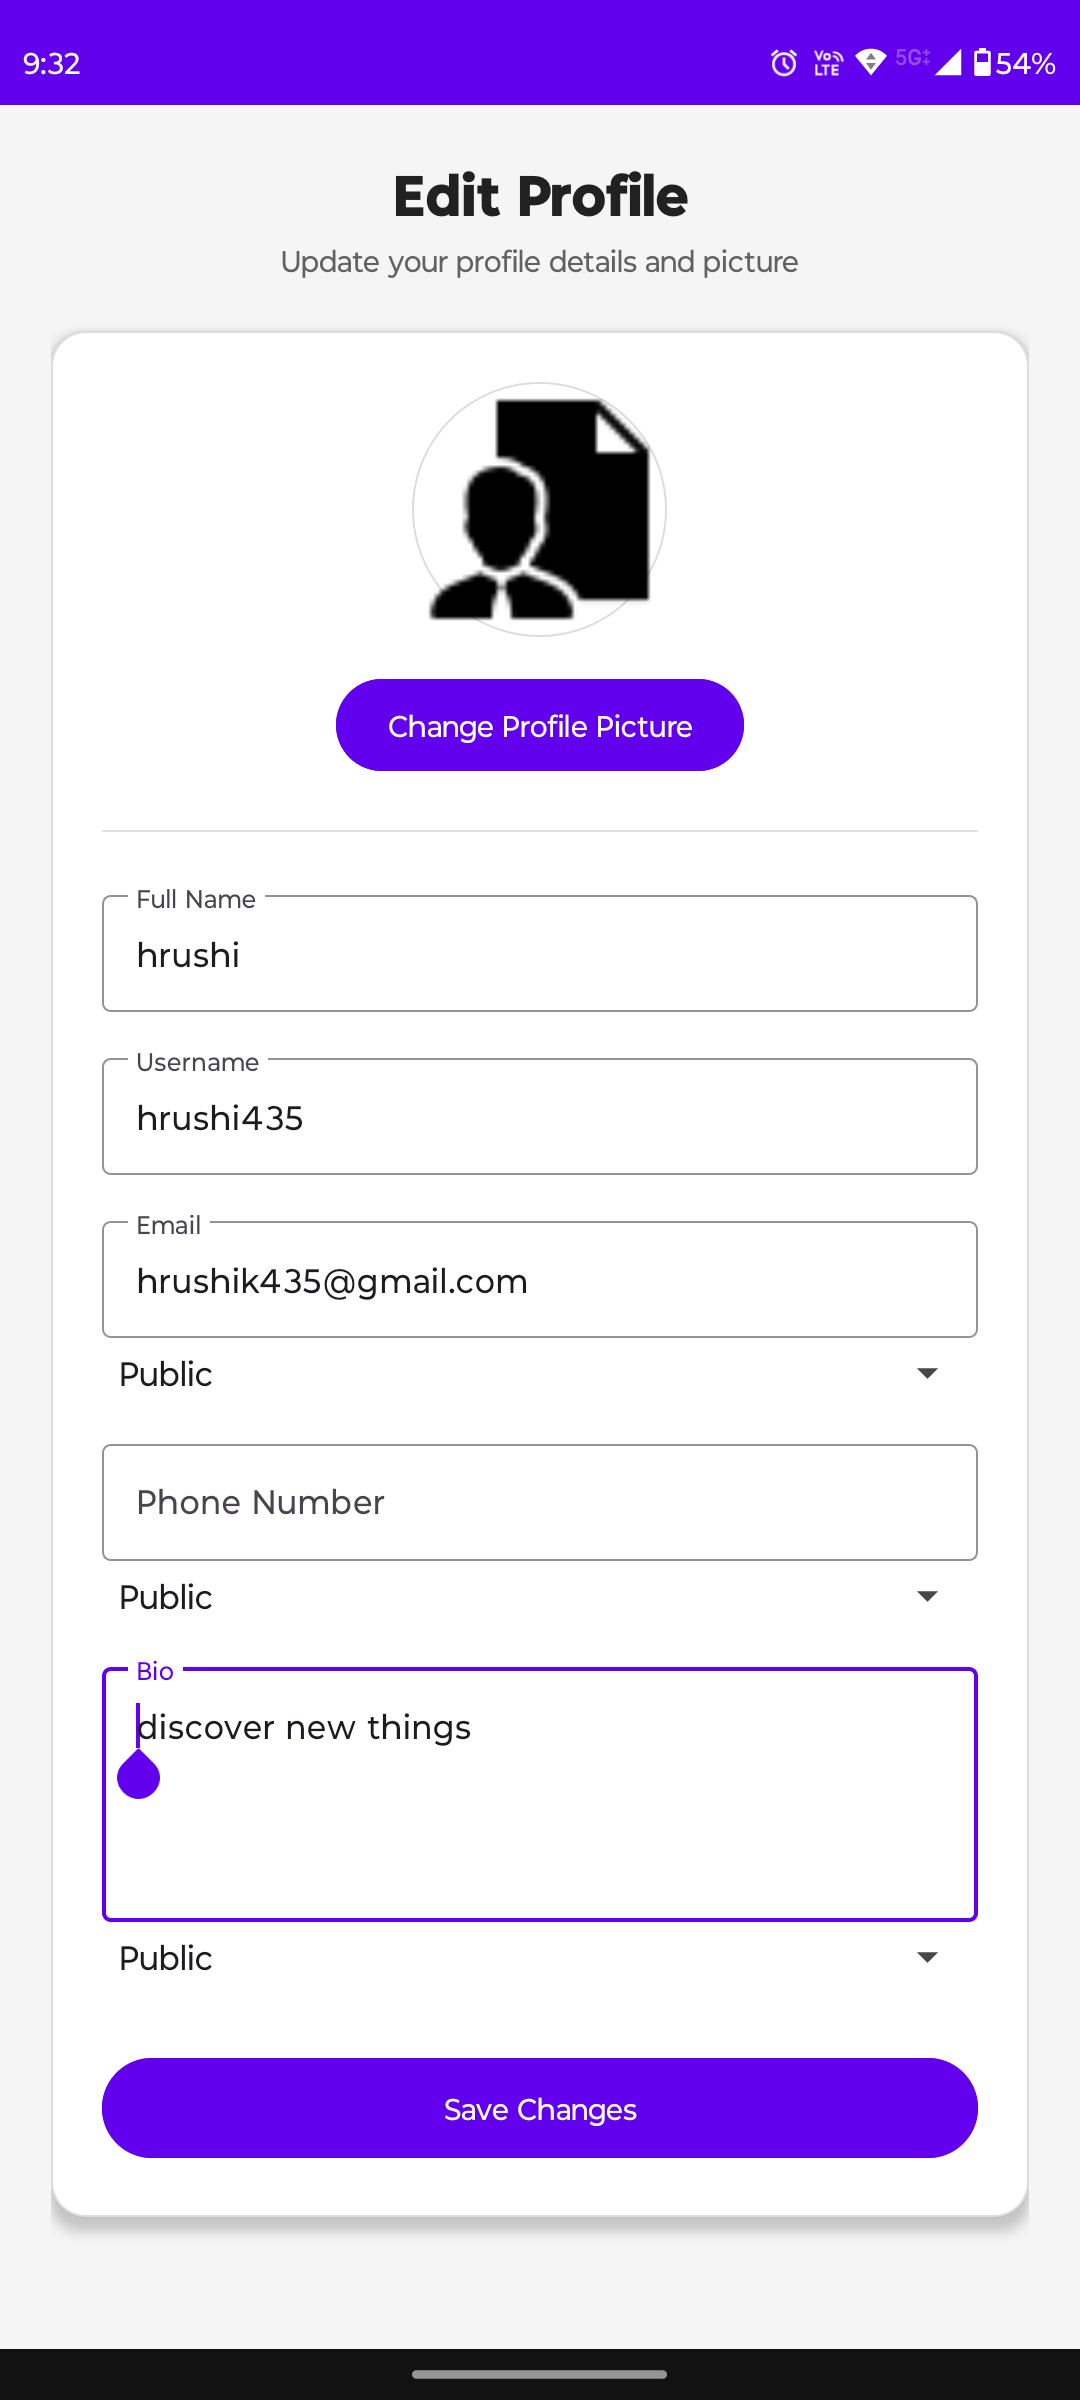 9:32
Vo LTE 5G 54%
Edit Profile
Update your profile details and picture
Change Profile Picture
Full Name
hrushi
Username
hrushi435
Email
hrushik435@gmail.com
Public
Phone Number
Public
Bio
discover new things
Public
Save Changes